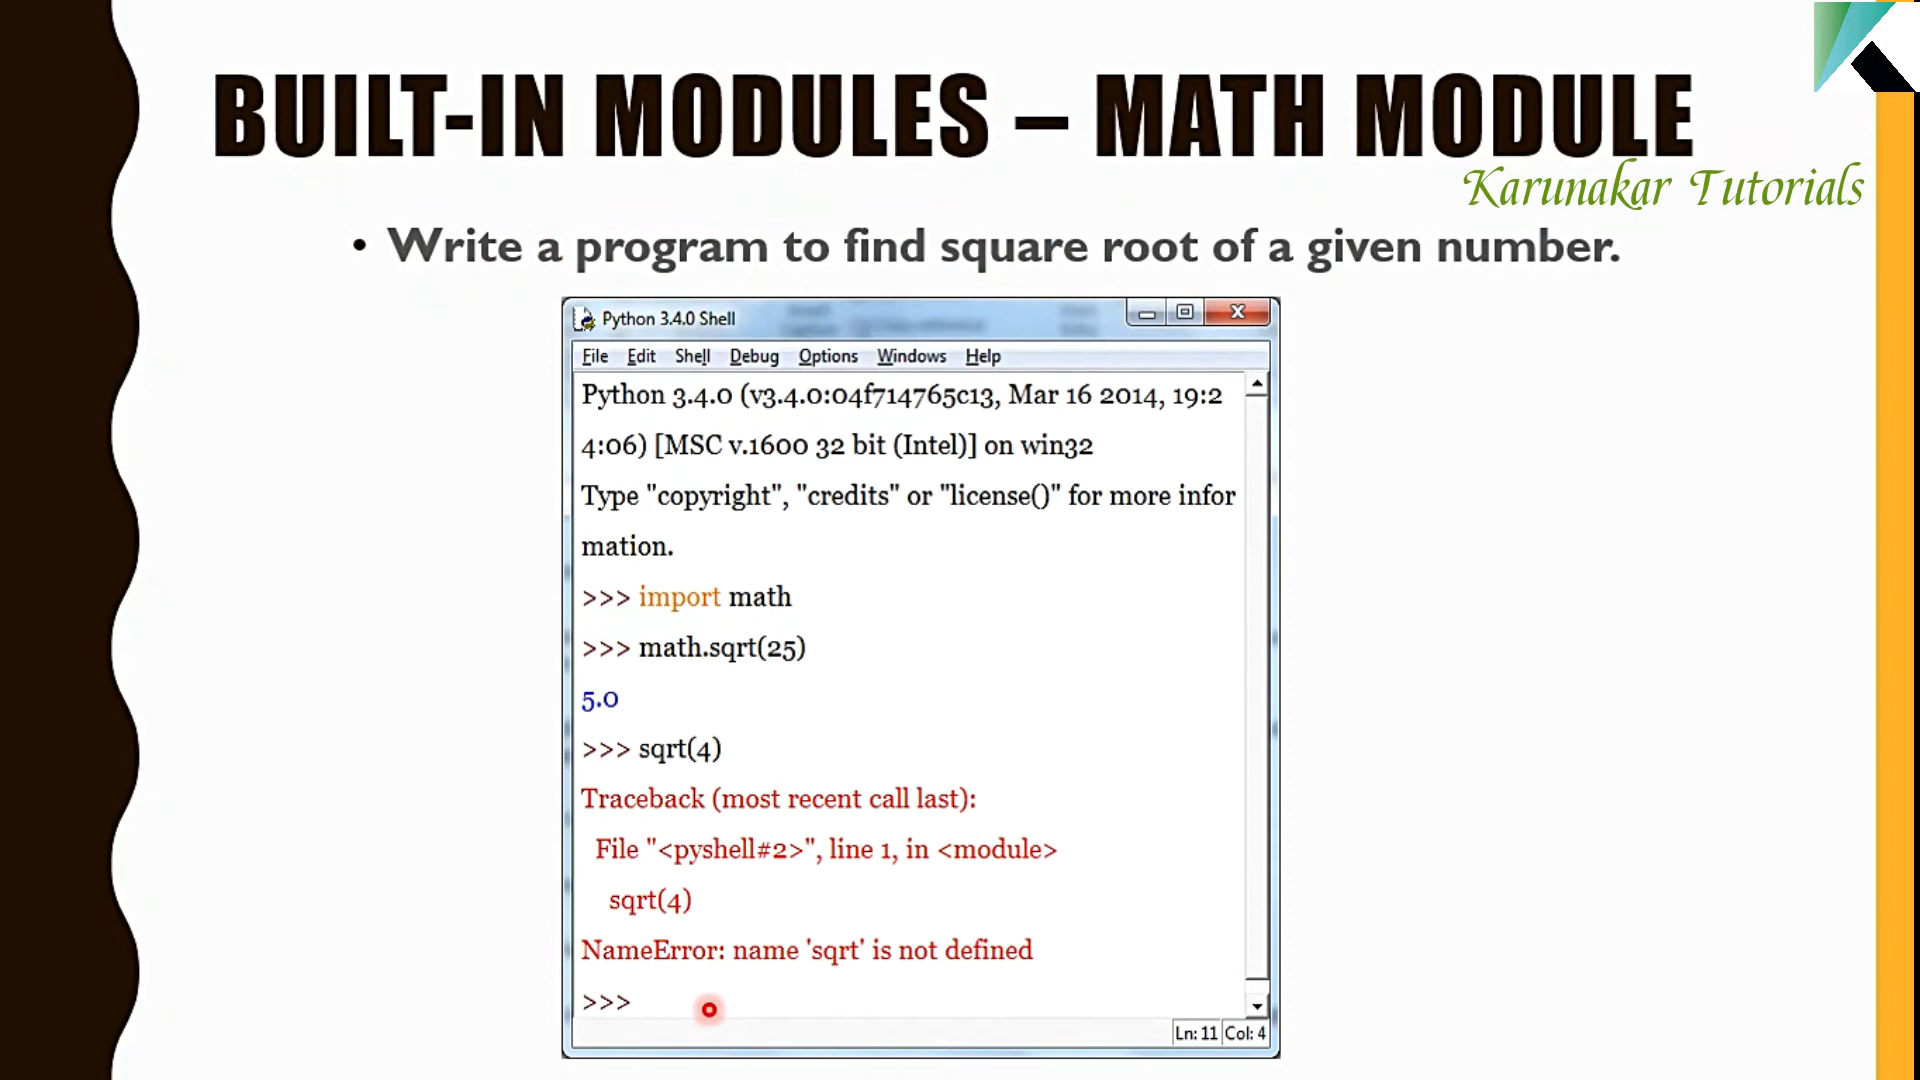 BUILT-IN MODULES – MATH MODULE
Karunakar Tutorials
• Write a program to find square root of a given number.
Python 3.4.0 Shell
File Edit Shell Debug Options Windows Help
Python 3.4.0 (v3.4.0:04f714765c13, Mar 16 2014, 19:2
4:06) [MSC v.1600 32 bit (Intel)] on win32
Type "copyright", "credits" or "license()" for more infor
mation.
>>> import math
>>> math.sqrt(25)
5.0
>>> sqrt(4)
Traceback (most recent call last):
  File "<pyshell#2>", line 1, in <module>
    sqrt(4)
NameError: name 'sqrt' is not defined
>>>
Ln: 11 Col: 4